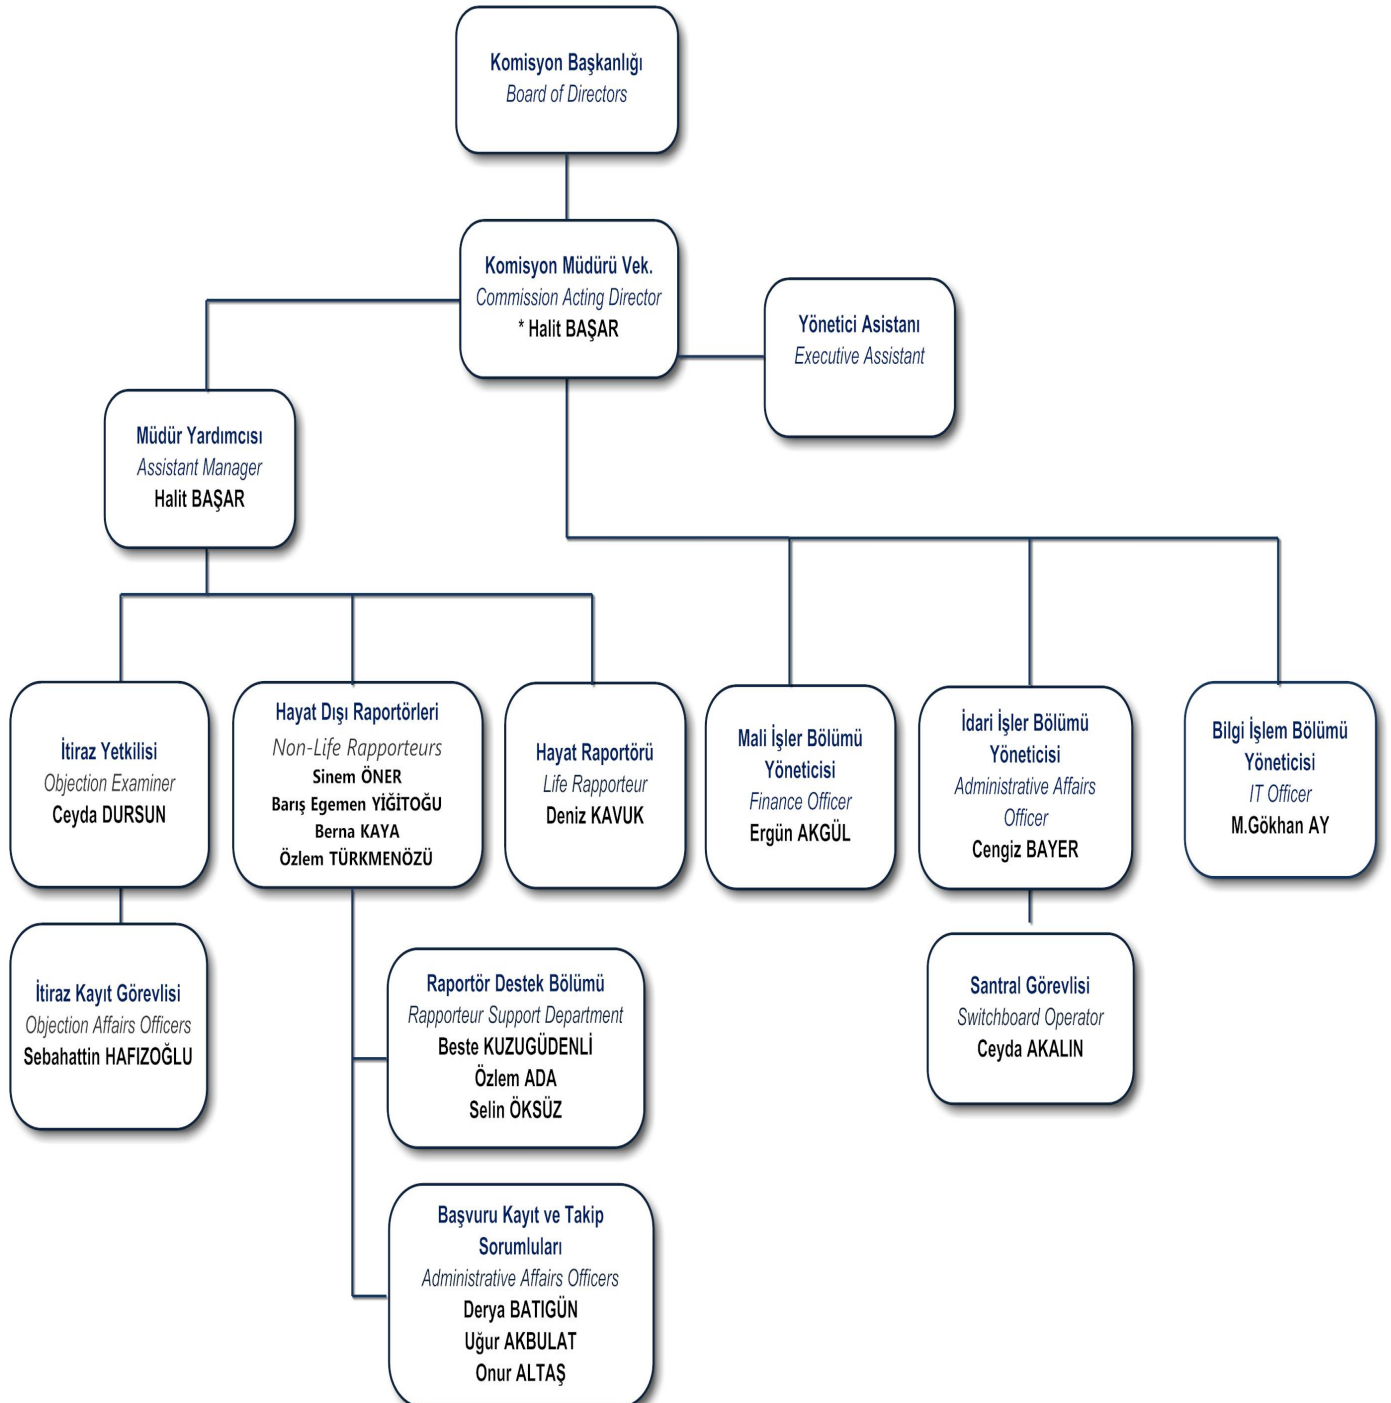 Komisyon Başkanlığı
Board of Directors
Komisyon Müdürü Vek.
Commission Acting Director
* Halit BAŞAR
Yönetici Asistanı
Executive Assistant
Müdür Yardımcısı
Assistant Manager
Halit BAŞAR
İtiraz Yetkilisi
Objection Examiner
Ceyda DURSUN
Hayat Dışı Raportörleri
Non-Life Rapporteurs
Sinem ÖNER
Barış Egemen YİĞİTOĞU
Berna KAYA
Özlem TÜRKMENÖZÜ
Hayat Raportörü
Life Rapporteur
Deniz KAVUK
Mali İşler Bölümü
Yöneticisi
Finance Officer
Ergün AKGÜL
İdari İşler Bölümü
Yöneticisi
Administrative Affairs
Officer
Cengiz BAYER
Bilgi İşlem Bölümü
Yöneticisi
IT Officer
M.Gökhan AY
İtiraz Kayıt Görevlisi
Objection Affairs Officers
Sebahattin HAFIZOĞLU
Raportör Destek Bölümü
Rapporteur Support Department
Beste KUZUGÜDENLİ
Özlem ADA
Selin ÖKSÜZ
Santral Görevlisi
Switchboard Operator
Ceyda AKALIN
Başvuru Kayıt ve Takip
Sorumluları
Administrative Affairs Officers
Derya BATIGÜN
Uğur AKBULAT
Onur ALTAŞ